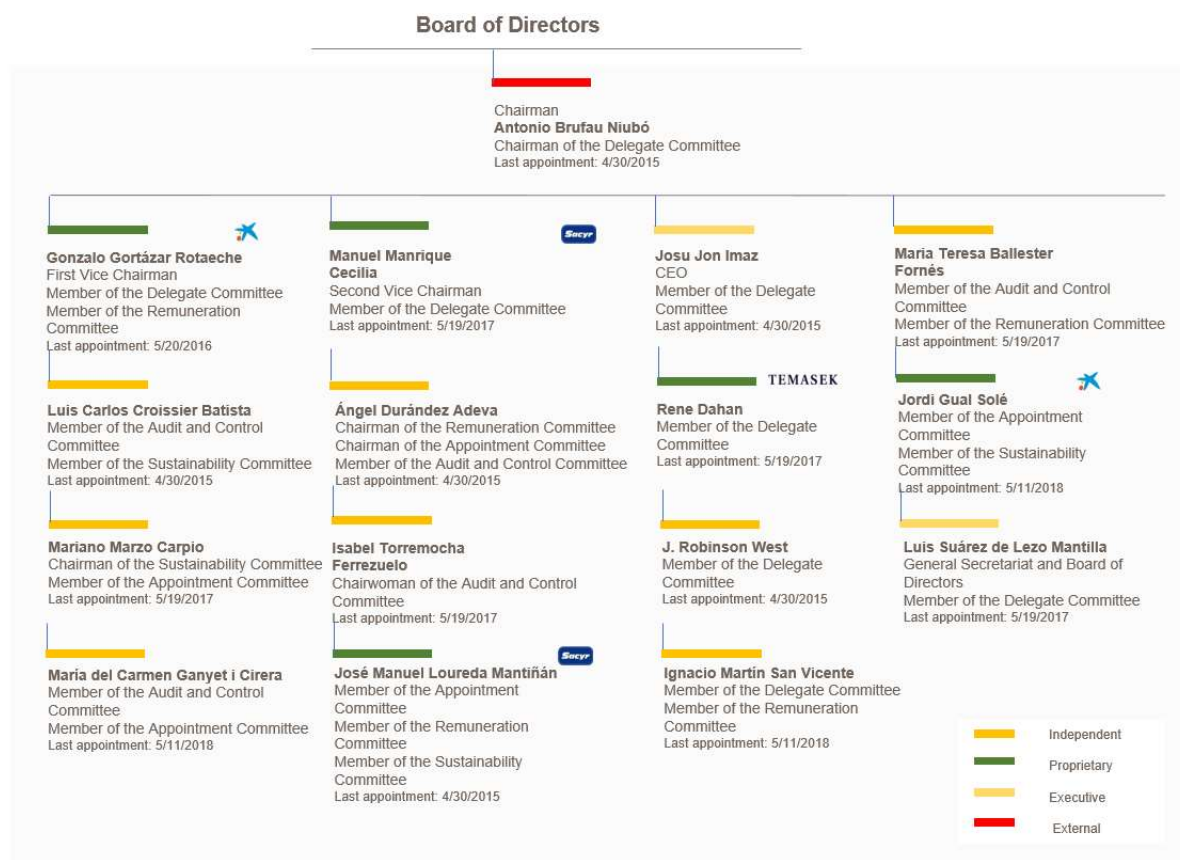 Board of Directors
Chairman
Antonio Brufau Niubó
Chairman of the Delegate Committee
Last appointment: 4/30/2015
Gonzalo Gortázar Rotaeche
First Vice Chairman
Member of the Delegate Committee
Member of the Remuneration
Committee
Last appointment: 5/20/2016
Sacyr
Manuel Manrique
Cecilia
Second Vice Chairman
Member of the Delegate Committee
Last appointment: 5/19/2017
Josu Jon Imaz
CEO
Member of the Delegate
Committee
Last appointment: 4/30/2015
Maria Teresa Ballester
Fornés
Member of the Audit and Control
Committee
Member of the Remuneration Committee
Last appointment: 5/19/2017
Luis Carlos Croissier Batista
Member of the Audit and Control
Committee
Member of the Sustainability Committee
Last appointment: 4/30/2015
Ángel Durández Adeva
Chairman of the Remuneration Committee
Chairman of the Appointment Committee
Member of the Audit and Control Committee
Last appointment: 4/30/2015
TEMASEK
Rene Dahan
Member of the Delegate
Committee
Last appointment: 5/19/2017
Jordi Gual Solé
Member of the Appointment
Committee
Member of the Sustainability
Committee
Last appointment: 5/11/2018
Mariano Marzo Carpio
Chairman of the Sustainability Committee
Member of the Appointment Committee
Last appointment: 5/19/2017
Isabel Torremocha
Ferrezuelo
Chairwoman of the Audit and Control
Committee
Last appointment: 5/19/2017
J. Robinson West
Member of the Delegate
Committee
Last appointment: 4/30/2015
Luis Suárez de Lezo Mantilla
General Secretariat and Board of
Directors
Member of the Delegate Committee
Last appointment: 5/19/2017
María del Carmen Ganyet i Cirera
Member of the Audit and Control
Committee
Member of the Appointment Committee
Last appointment: 5/11/2018
Sacyr
José Manuel Loureda Mantiñán
Member of the Appointment
Committee
Member of the Remuneration
Committee
Member of the Sustainability
Committee
Last appointment: 4/30/2015
Ignacio Martín San Vicente
Member of the Delegate Committee
Member of the Remuneration
Committee
Last appointment: 5/11/2018
Independent
Proprietary
Executive
External